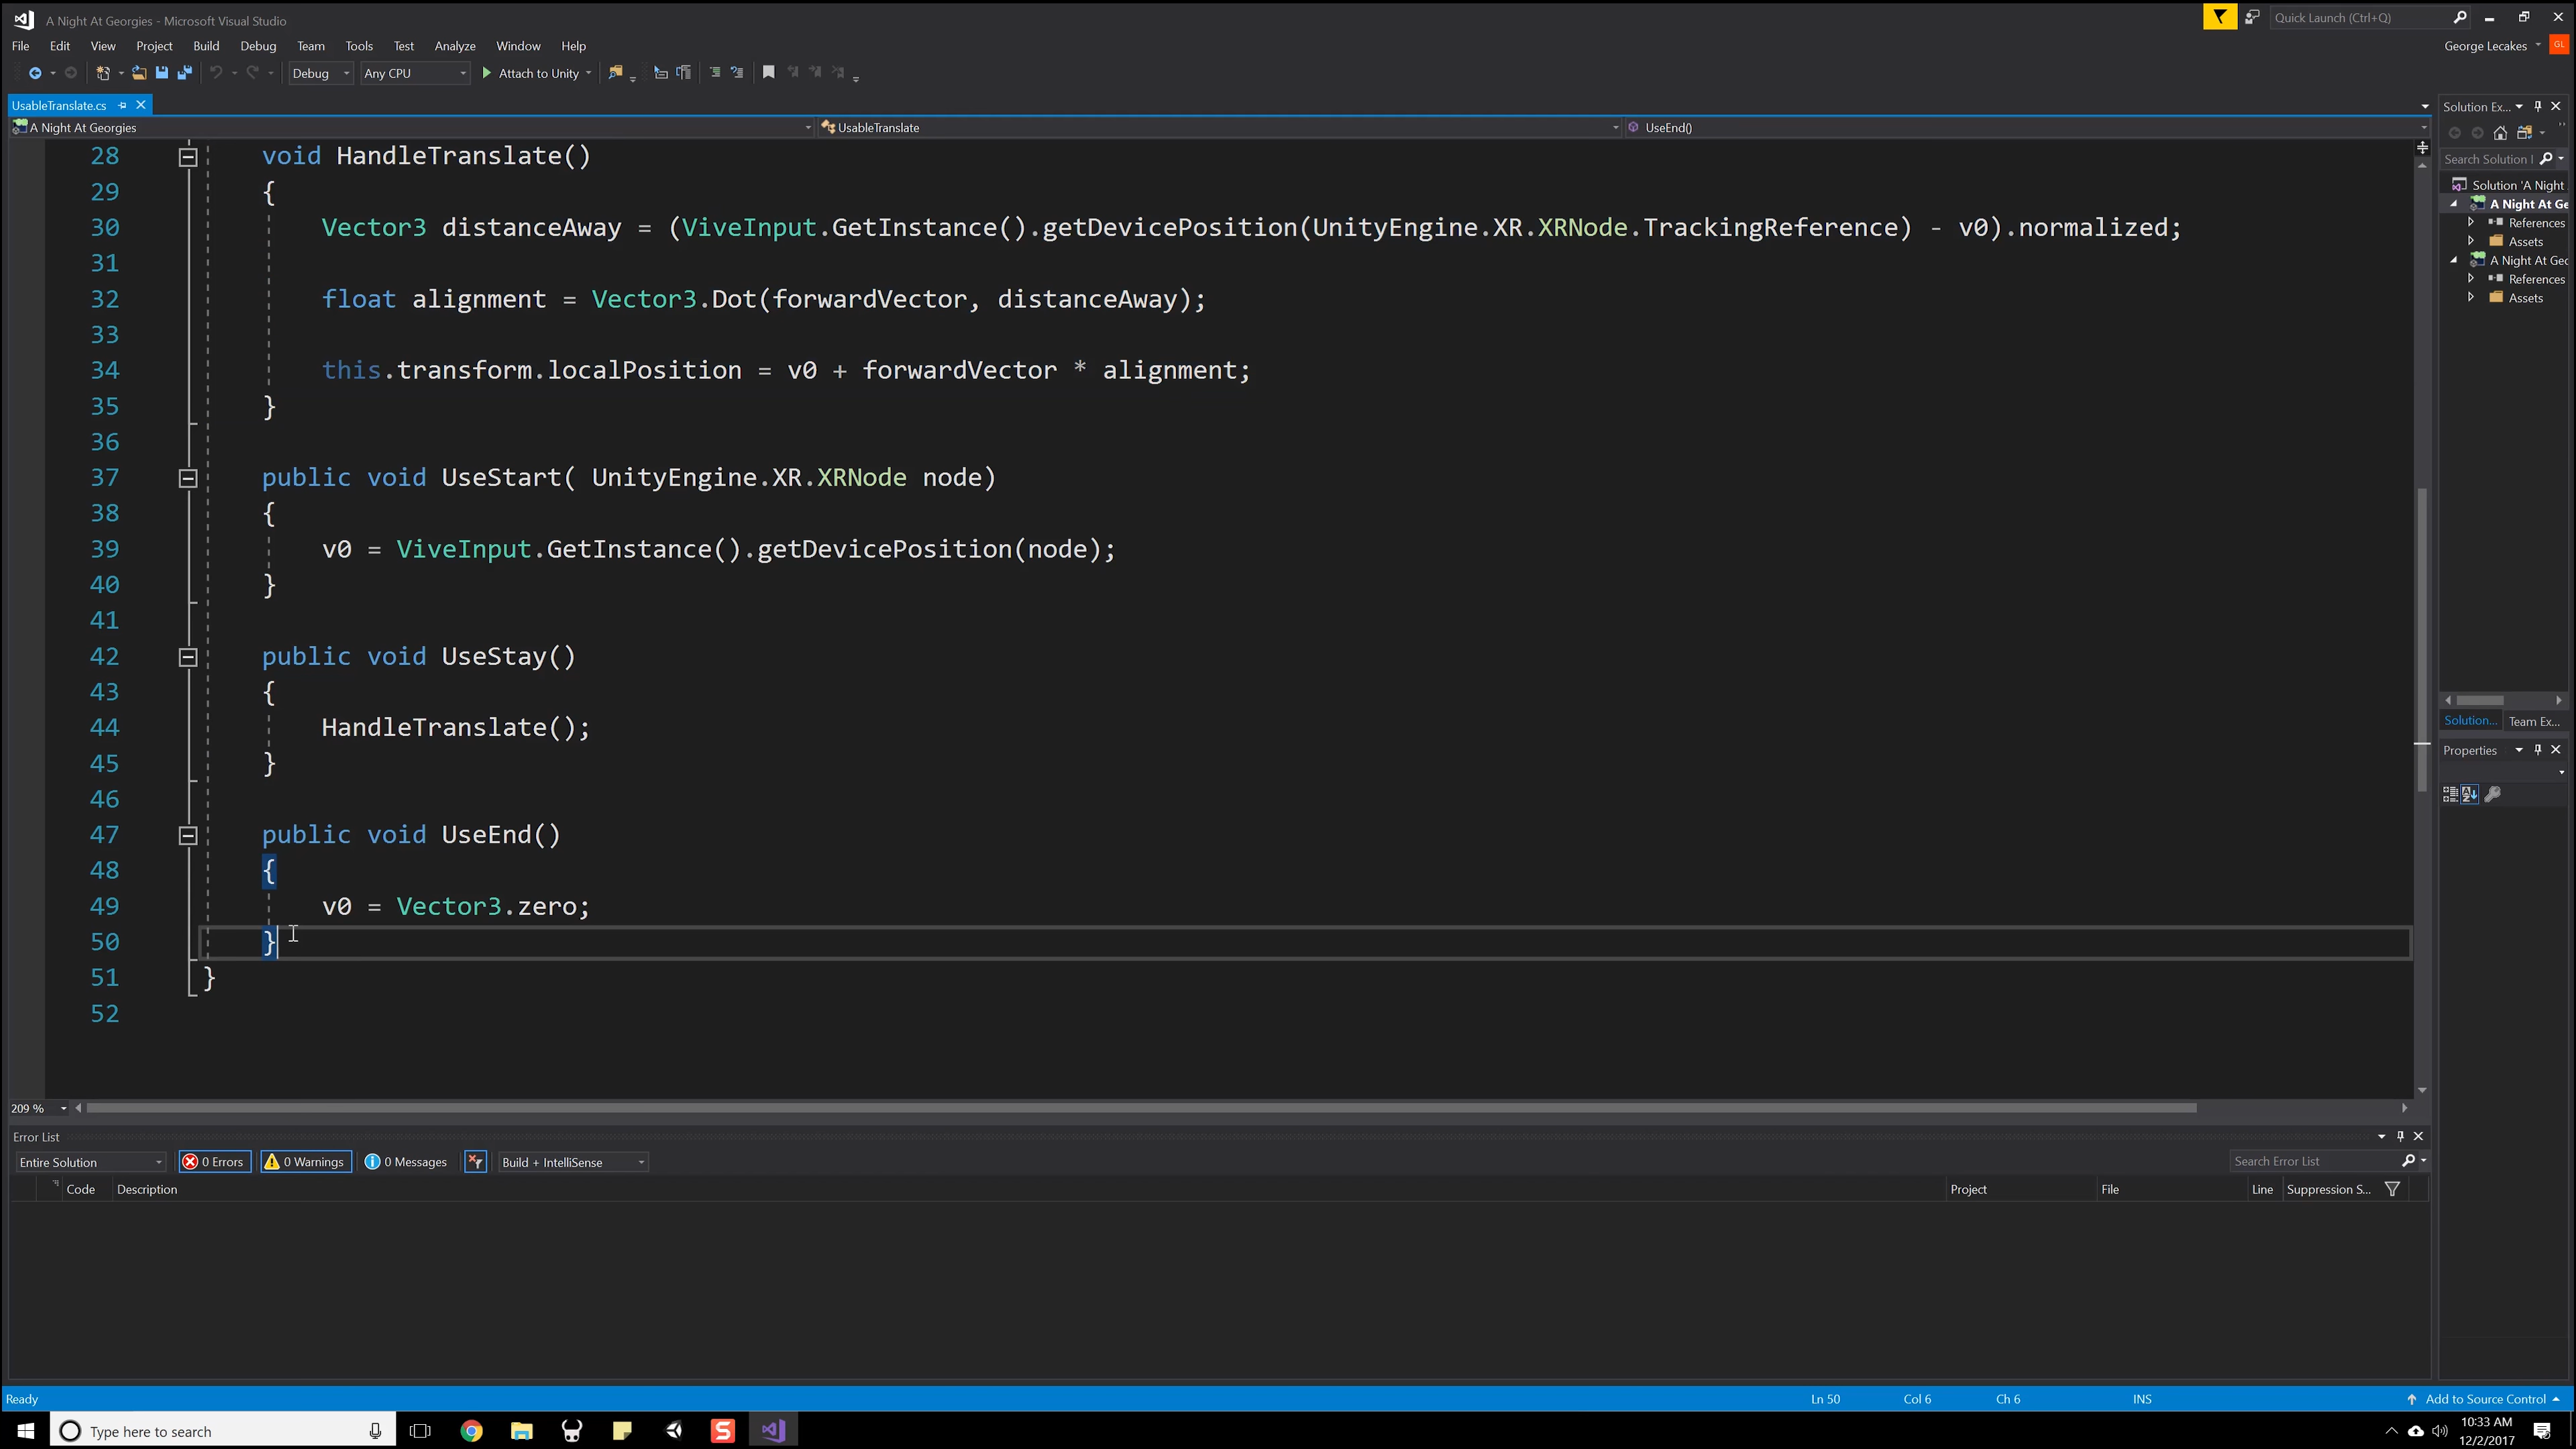 A Night At Georgies - Microsoft Visual Studio
Quick Launch (Ctrl+Q)
File Edit View Project Build Debug Team Tools Test Analyze Window Help
George Lecakes GL
Debug Any CPU Attach to Unity
UsableTranslate.cs
A Night At Georgies UsableTranslate UseEnd()
28 void HandleTranslate()
29 {
30 Vector3 distanceAway = (ViveInput.GetInstance().getDevicePosition(UnityEngine.XR.XRNode.TrackingReference) - v0).normalized;
31
32 float alignment = Vector3.Dot(forwardVector, distanceAway);
33
34 this.transform.localPosition = v0 + forwardVector * alignment;
35 }
36
37 public void UseStart( UnityEngine.XR.XRNode node)
38 {
39 v0 = ViveInput.GetInstance().getDevicePosition(node);
40 }
41
42 public void UseStay()
43 {
44 HandleTranslate();
45 }
46
47 public void UseEnd()
48 {
49 v0 = Vector3.zero;
50 }
51 }
52
209 %
Solution Ex...
Search Solution
Solution 'A Night
A Night At Ge
References
Assets
A Night At Geo
References
Assets
Solution... Team Ex...
Properties
Error List
Entire Solution 0 Errors 0 Warnings 0 Messages Build + IntelliSense Search Error List
Code Description Project File Line Suppression S...
Ready Ln 50 Col 6 Ch 6 INS Add to Source Control
Type here to search
10:33 AM
12/2/2017